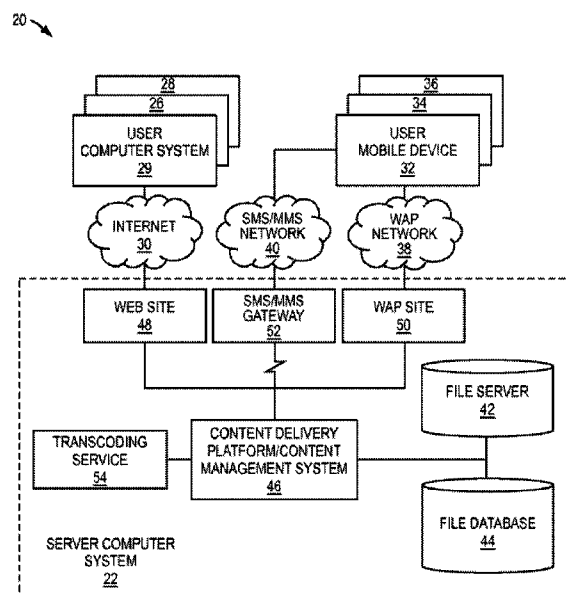 20
28
26
USER
COMPUTER SYSTEM
29
36
34
USER
MOBILE DEVICE
32
INTERNET
30
SMS/MMS
NETWORK
40
WAP
NETWORK
38
WEB SITE
48
SMS/MMS
GATEWAY
52
WAP SITE
50
FILE SERVER
42
TRANSCODING
SERVICE
54
CONTENT DELIVERY
PLATFORM/CONTENT
MANAGEMENT SYSTEM
46
FILE DATABASE
44
SERVER COMPUTER
SYSTEM
22